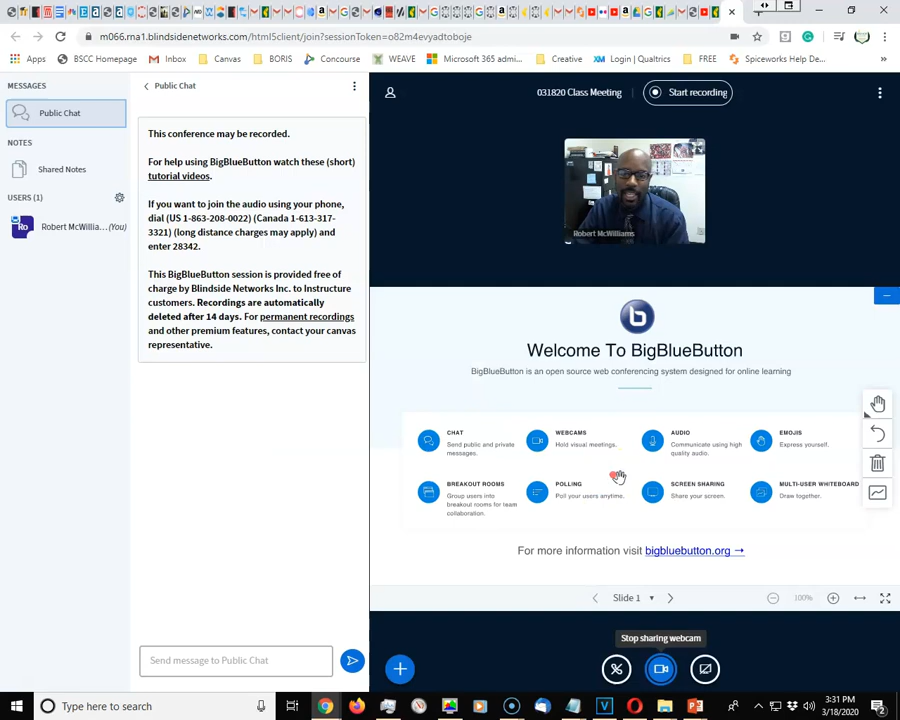 m066.rna1.blindsidenetworks.com/html5client/join?sessionToken=o82m4evyadtoboje
Apps
BSCC Homepage
Inbox
Canvas
BORIS
Concourse
WEAVE
Microsoft 365 admi...
Creative
Login | Qualtrics
FREE
Spiceworks Help De...
MESSAGES
Public Chat
NOTES
Shared Notes
USERS (1)
Ro
Robert McWillia... (You)
Public Chat
This conference may be recorded.
For help using BigBlueButton watch these (short)
tutorial videos.
If you want to join the audio using your phone,
dial (US 1-863-208-0022) (Canada 1-613-317-
3321) (long distance charges may apply) and
enter 28342.
This BigBlueButton session is provided free of
charge by Blindside Networks Inc. to Instructure
customers. Recordings are automatically
deleted after 14 days. For permanent recordings
and other premium features, contact your canvas
representative.
Send message to Public Chat
031820 Class Meeting
Start recording
Robert McWilliams
b
Welcome To BigBlueButton
BigBlueButton is an open source web conferencing system designed for online learning
CHAT
Send public and private
messages.
WEBCAMS
Hold visual meetings.
AUDIO
Communicate using high
quality audio.
EMOJIS
Express yourself.
BREAKOUT ROOMS
Group users into
breakout rooms for team
collaboration.
POLLING
Poll your users anytime.
SCREEN SHARING
Share your screen.
MULTI-USER WHITEBOARD
Draw together.
For more information visit bigbluebutton.org →
Slide 1
100%
Stop sharing webcam
Type here to search
3:31 PM
3/18/2020